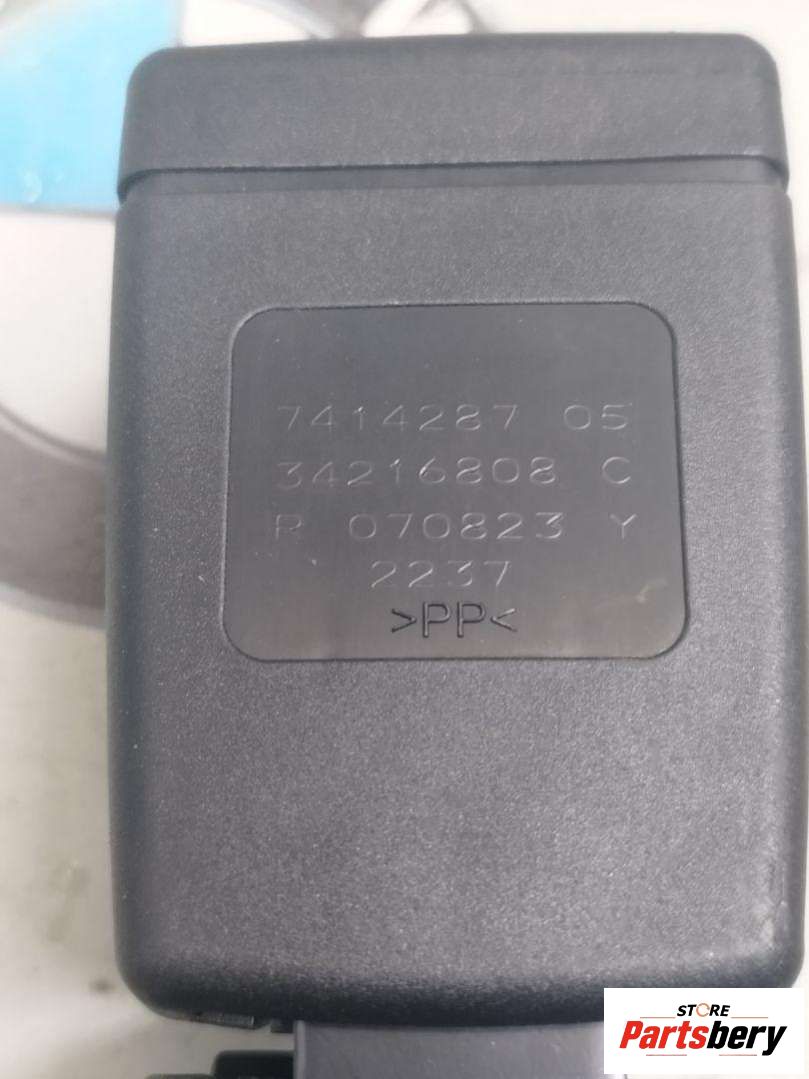 7414287 05
34216808 C
R 070823 Y
2237
>PP<
STORE
Partsbery